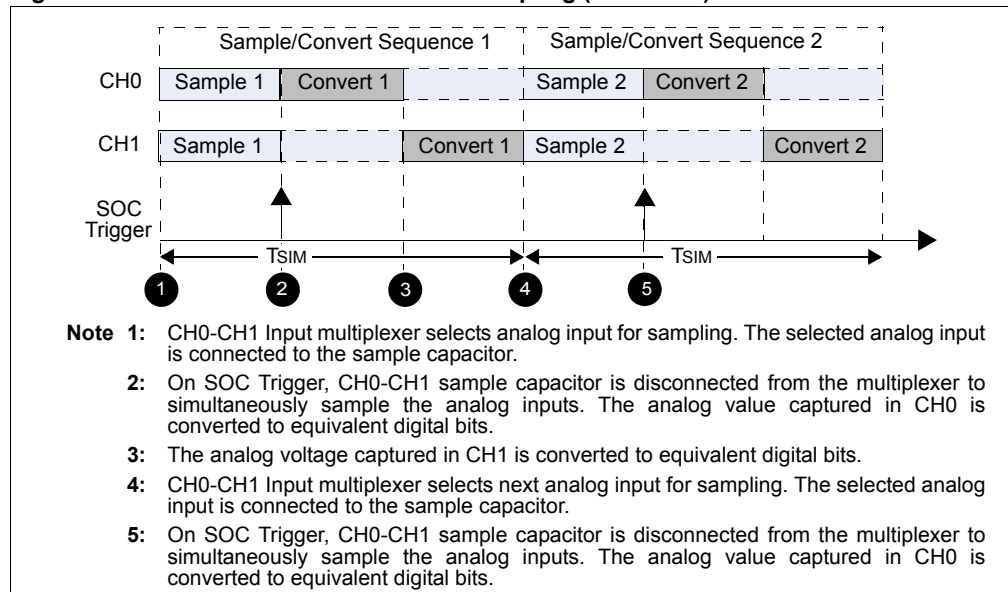 Sample/Convert Sequence 1 Sample/Convert Sequence 2
CH0 Sample 1 Convert 1 Sample 2 Convert 2
CH1 Sample 1 Convert 1 Sample 2 Convert 2
SOC
Trigger
TSIM TSIM
1 2 3 4 5
Note 1: CH0-CH1 Input multiplexer selects analog input for sampling. The selected analog input
is connected to the sample capacitor.
2: On SOC Trigger, CH0-CH1 sample capacitor is disconnected from the multiplexer to
simultaneously sample the analog inputs. The analog value captured in CH0 is
converted to equivalent digital bits.
3: The analog voltage captured in CH1 is converted to equivalent digital bits.
4: CH0-CH1 Input multiplexer selects next analog input for sampling. The selected analog
input is connected to the sample capacitor.
5: On SOC Trigger, CH0-CH1 sample capacitor is disconnected from the multiplexer to
simultaneously sample the analog inputs. The analog value captured in CH0 is
converted to equivalent digital bits.